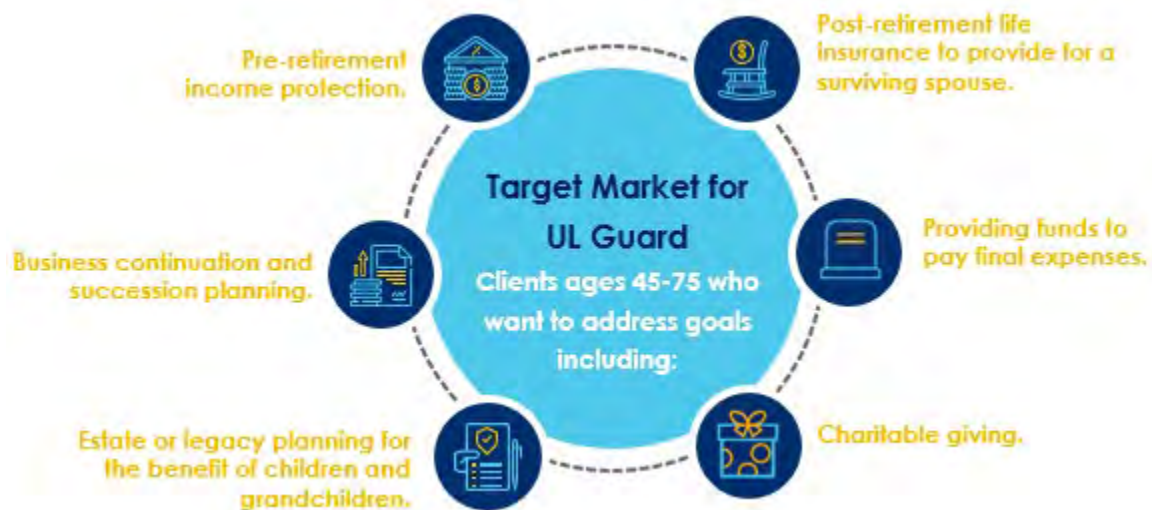 Target Market for
UL Guard
Clients ages 45-75 who
want to address goals
including:
Post-retirement life
insurance to provide for a
surviving spouse.
Providing funds to
pay final expenses.
Charitable giving.
Estate or legacy planning for
the benefit of children and
grandchildren.
Business continuation and
succession planning.
Pre-retirement
income protection.